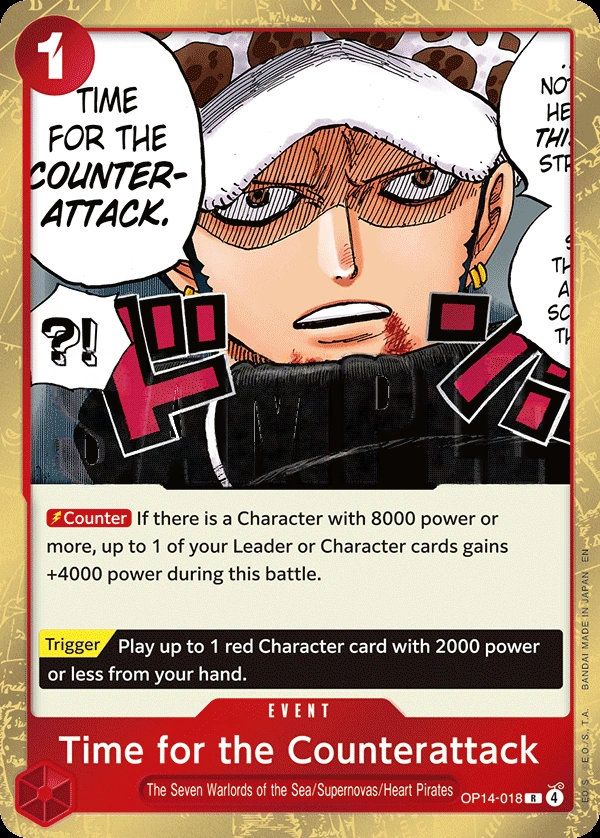 1
TIME
FOR THE
COUNTER-
ATTACK.
?!
SAMPLE
Counter If there is a Character with 8000 power or
more, up to 1 of your Leader or Character cards gains
+4000 power during this battle.
Trigger Play up to 1 red Character card with 2000 power
or less from your hand.
EVENT
Time for the Counterattack
The Seven Warlords of the Sea/Supernovas/Heart Pirates
OP14-018 R 4
BANDAI MADE IN JAPAN EN